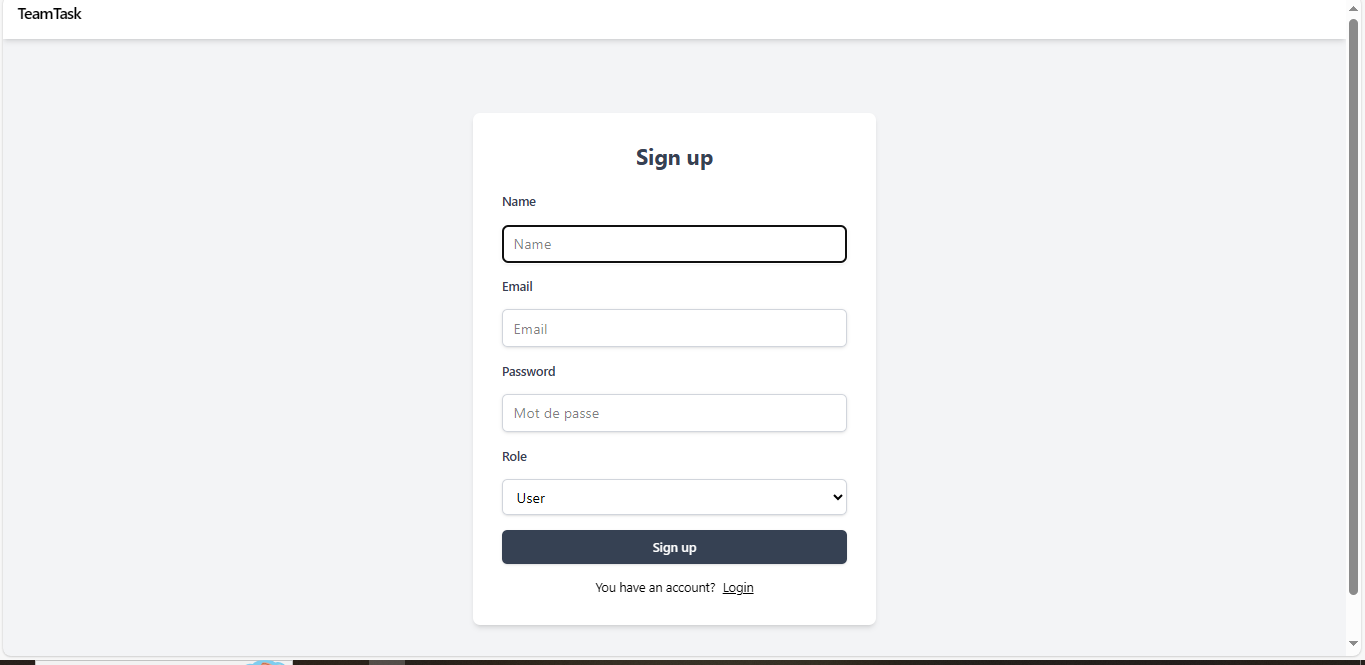 TeamTask
Sign up
Name
Name
Email
Email
Password
Mot de passe
Role
User
Sign up
You have an account? Login